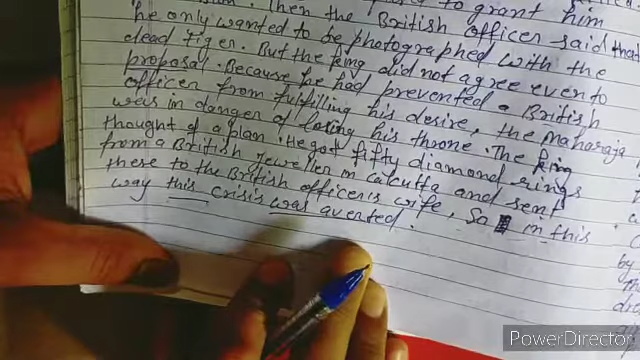 to grant him
Then the British officer said that
he only wanted to be photographed with the
dead tiger. But the king did not agree even to
proposal. Because he had prevented a British
officer from fulfilling his desire, the Maharaja
was in danger of losing his throne. The king
thought of a plan. He got fifty diamond rings
from a British jeweller in Calcutta and sent
these to the British officer's wife. So in this
way this crisis was averted.
by
PowerDirector